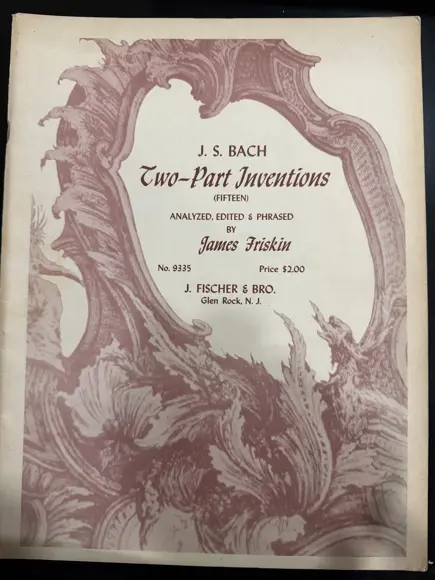 J. S. BACH
Two-Part Inventions
(FIFTEEN)
ANALYZED, EDITED & PHRASED
BY
James Friskin
No. 9335 Price $2.00
J. FISCHER & BRO.
Glen Rock, N. J.